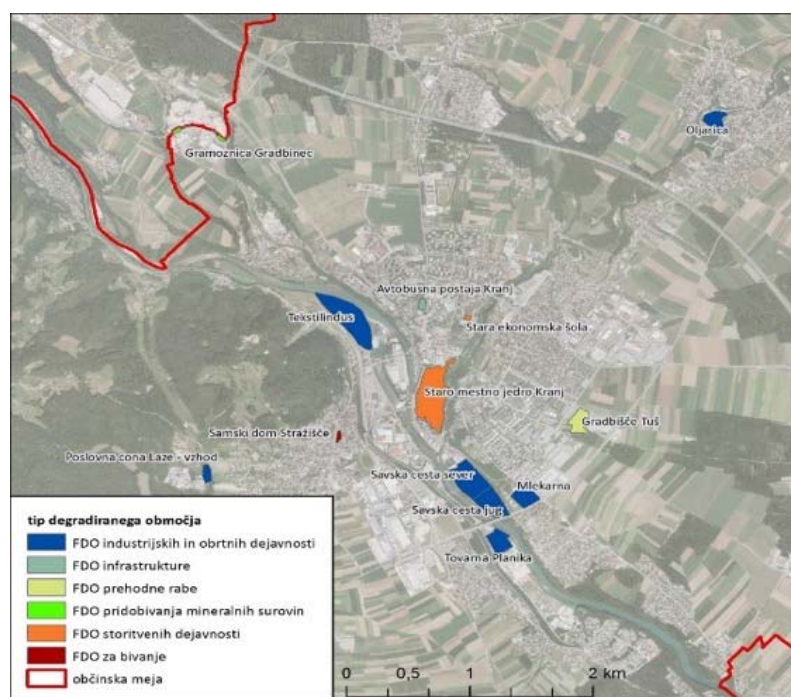 Oljarica
Gramoznica Gradbinec
Avtobusna postaja Kranj
Tekstilindus
Stara ekonomska šola
Staro mestno jedro Kranj
Gradbišče Tuš
Samski dom Stražišče
Poslovna cona Laze - vzhod
Savska cesta sever
Mlekarna
Savska cesta jug
Tovarna Planika
tip degradiranega območja
FDO industrijskih in obrtnih dejavnosti
FDO infrastrukture
FDO prehodne rabe
FDO pridobivanja mineralnih surovin
FDO storitvenih dejavnosti
FDO za bivanje
občinska meja
0 0,5 1 2 km